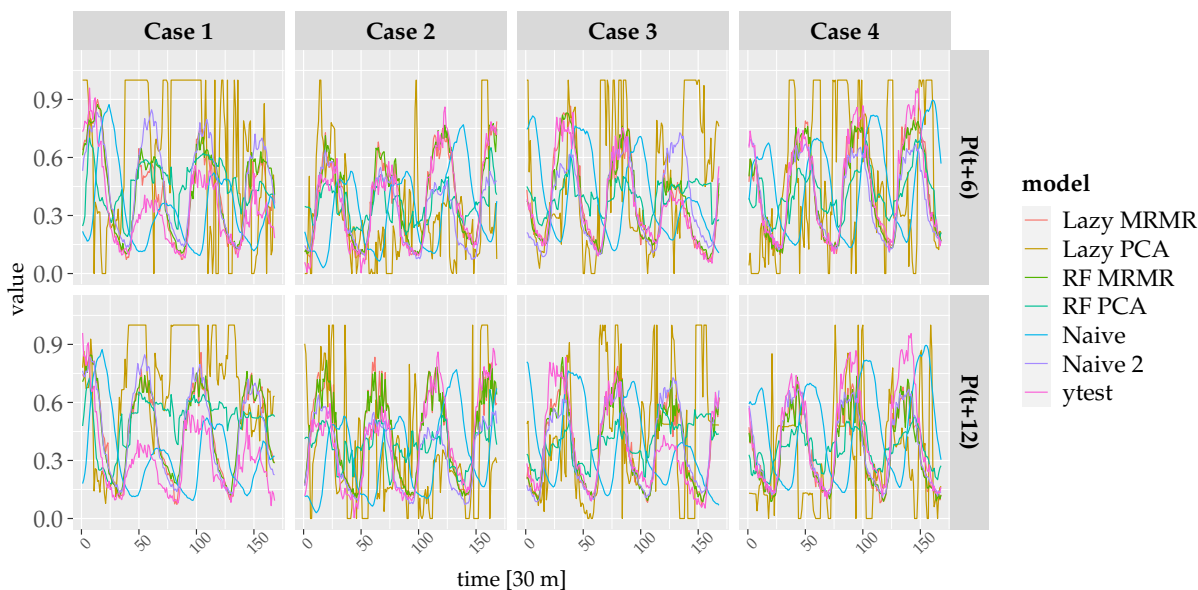 Case 1 Case 2 Case 3 Case 4
0.9
0.6
0.3
0.0
P(t+6)
0.9
0.6
0.3
0.0
P(t+12)
value
0 50 100 150 0 50 100 150 0 50 100 150 0 50 100 150
time [30 m]
model
Lazy MRMR
Lazy PCA
RF MRMR
RF PCA
Naive
Naive 2
ytest